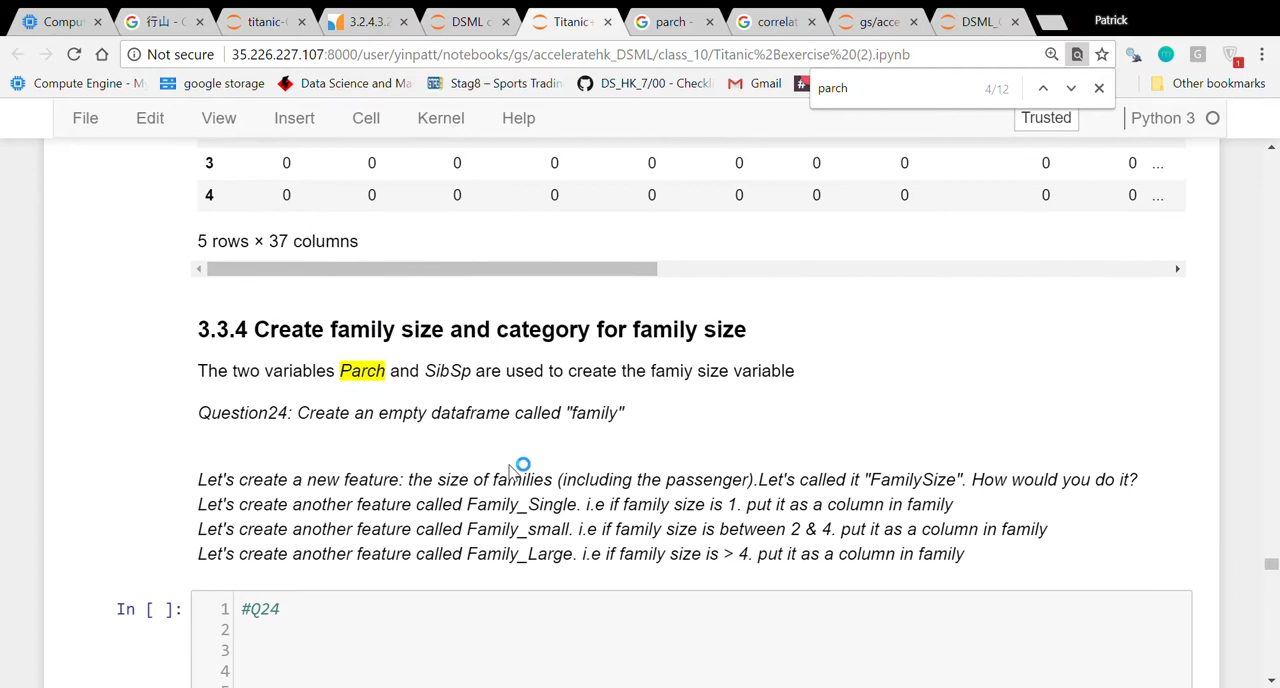 Comput
行山 - G
titanic-
3.2.4.3.
DSML c
Titanic+
parch -
correlat
gs/acce
DSML_
Patrick
Not secure
35.226.227.107:8000/user/yinpatt/notebooks/gs/acceleratehk_DSML/class_10/Titanic%2Bexercise%20(2).ipynb
G
1
Compute Engine - My
google storage
Data Science and Ma
Stag8 – Sports Tradin
DS_HK_7/00 - Checkl
Gmail
Other bookmarks
parch
4/12
File Edit View Insert Cell Kernel Help
Trusted
Python 3
3 0 0 0 0 0 0 0 0 0 0 ...
4 0 0 0 0 0 0 0 0 0 0 ...
5 rows × 37 columns
3.3.4 Create family size and category for family size
The two variables Parch and SibSp are used to create the famiy size variable
Question24: Create an empty dataframe called "family"
Let's create a new feature: the size of families (including the passenger).Let's called it "FamilySize". How would you do it?
Let's create another feature called Family_Single. i.e if family size is 1. put it as a column in family
Let's create another feature called Family_small. i.e if family size is between 2 & 4. put it as a column in family
Let's create another feature called Family_Large. i.e if family size is > 4. put it as a column in family
In [ ]:
1 #Q24
2
3
4